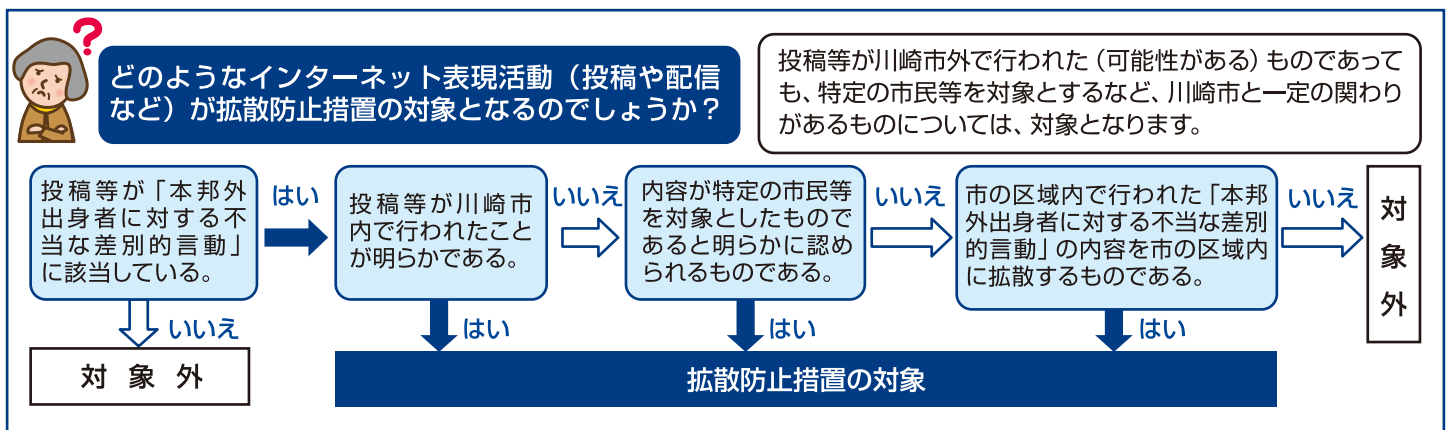 ?
どのようなインターネット表現活動（投稿や配信
など）が拡散防止措置の対象となるのでしょうか？
投稿等が川崎市外で行われた（可能性がある）ものであって
も、特定の市民等を対象とするなど、川崎市と一定の関わり
があるものについては、対象となります。
投稿等が「本邦外
出身者に対する不
当な差別的言動」
に該当している。
はい
いいえ
対象外
投稿等が川崎市
内で行われたこと
が明らかである。
いいえ
はい
内容が特定の市民等
を対象としたもので
あると明らかに認め
られるものである。
いいえ
はい
市の区域内で行われた「本邦
外出身者に対する不当な差別
的言動」の内容を市の区域内
に拡散するものである。
いいえ
はい
対象外
拡散防止措置の対象